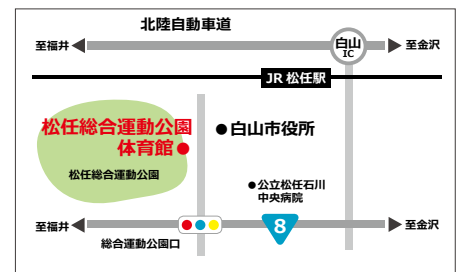 北陸自動車道
至福井
白山
IC
至金沢
JR 松任駅
松任総合運動公園
体育館
白山市役所
松任総合運動公園
公立松任石川
中央病院
至福井
8
至金沢
総合運動公園口